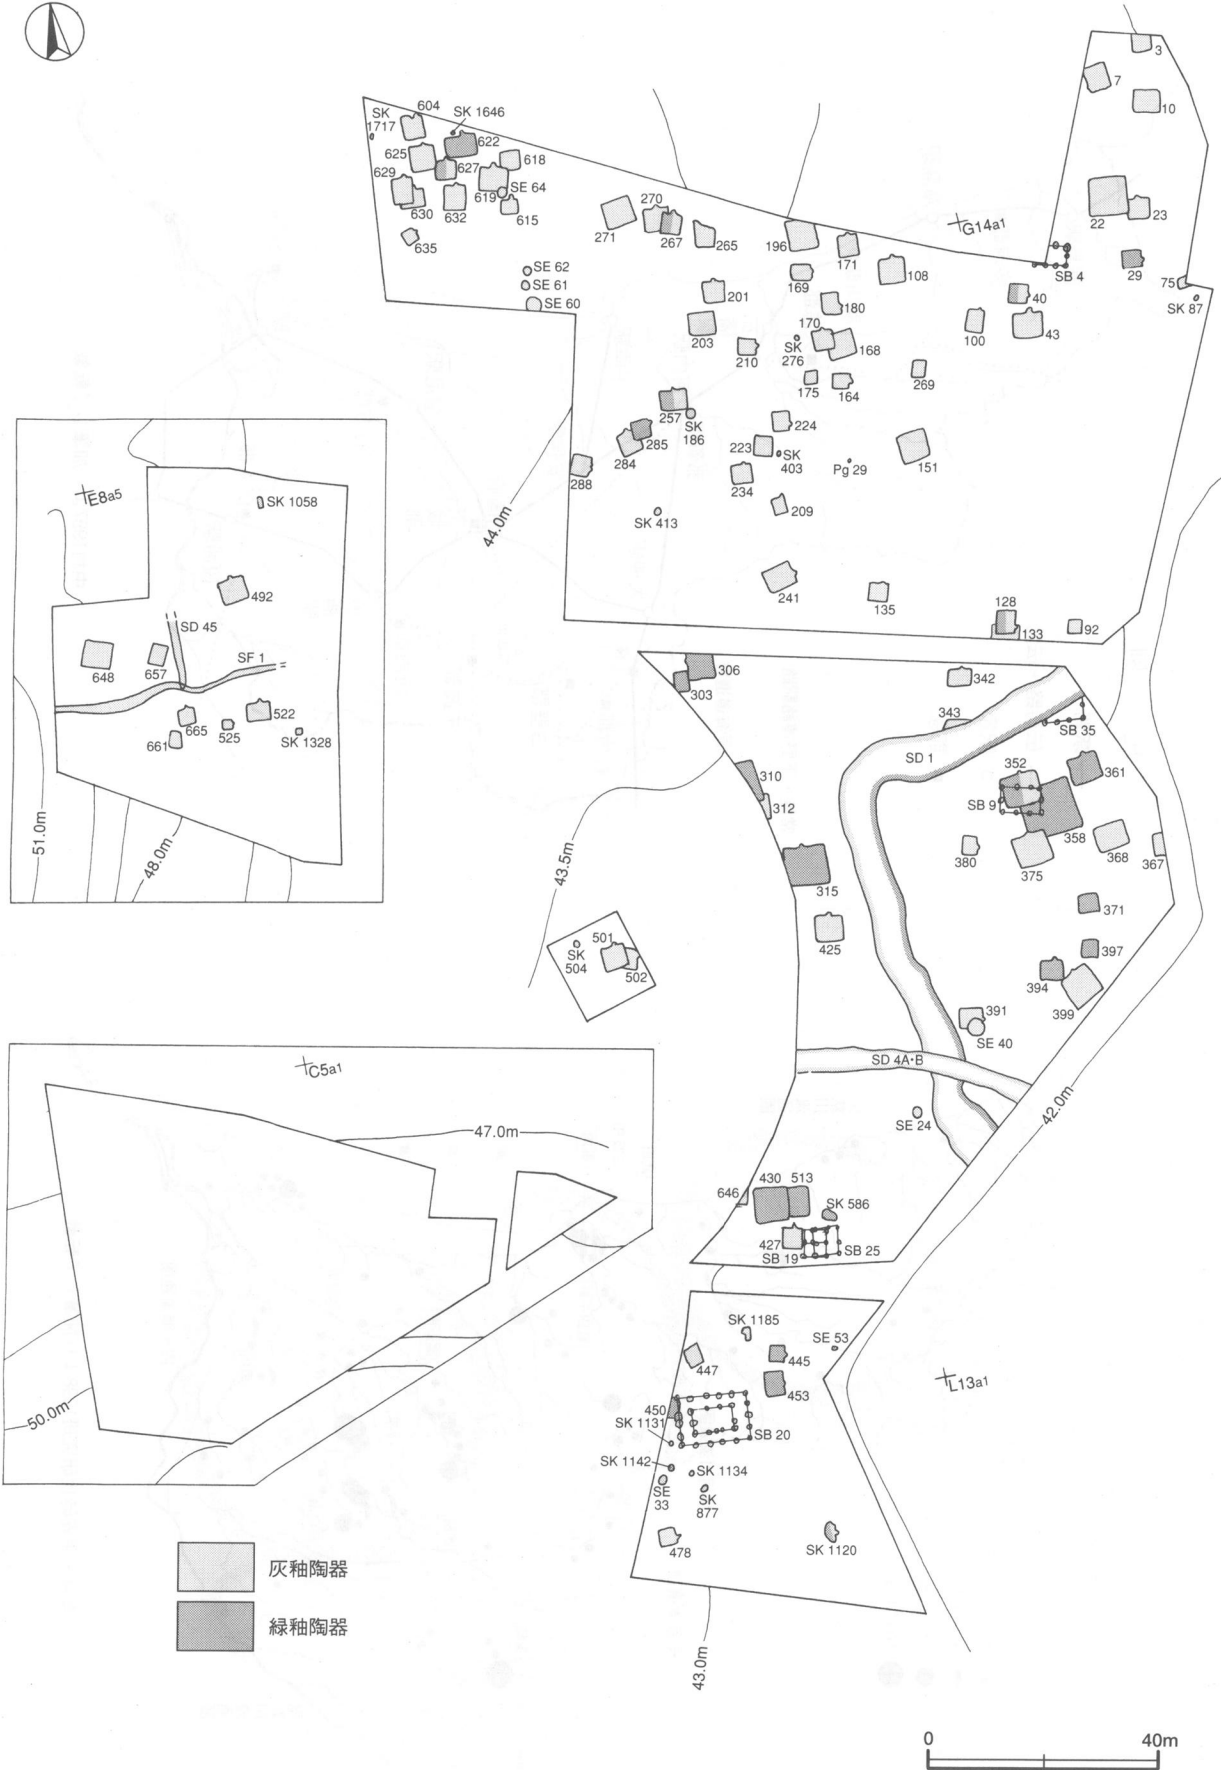 3
7
10
604
SK 1646
SK
1717
622
625
618
627
629
SE 64
619
630
632
615
635
22
23
270
271
267
265
196
171
G14a1
29
SB 4
75
SK 87
SE 62
SE 61
SE 60
169
108
201
180
40
203
170
168
100
43
210
SK
276
175
164
269
257
SK
186
285
284
224
223
SK
403
Pg 29
151
288
234
209
SK 413
44.0m
E8a5
SK 1058
492
241
135
128
133
92
SD 45
SF 1
648
657
306
303
342
343
SB 35
522
665
525
661
SK 1328
SD 1
310
312
352
361
SB 9
358
368
367
380
375
51.0m
48.0m
43.5m
315
371
425
397
501
SK
504
502
394
399
391
SE 40
C5a1
SD 4A・B
42.0m
47.0m
SE 24
646
430
513
SK 586
427
SB 19
SB 25
SK 1185
SE 53
447
445
L13a1
453
50.0m
450
SK 1131
SB 20
SK 1142
SK 1134
SE
33
SK
877
478
SK 1120
灰釉陶器
緑釉陶器
43.0m
0
40m